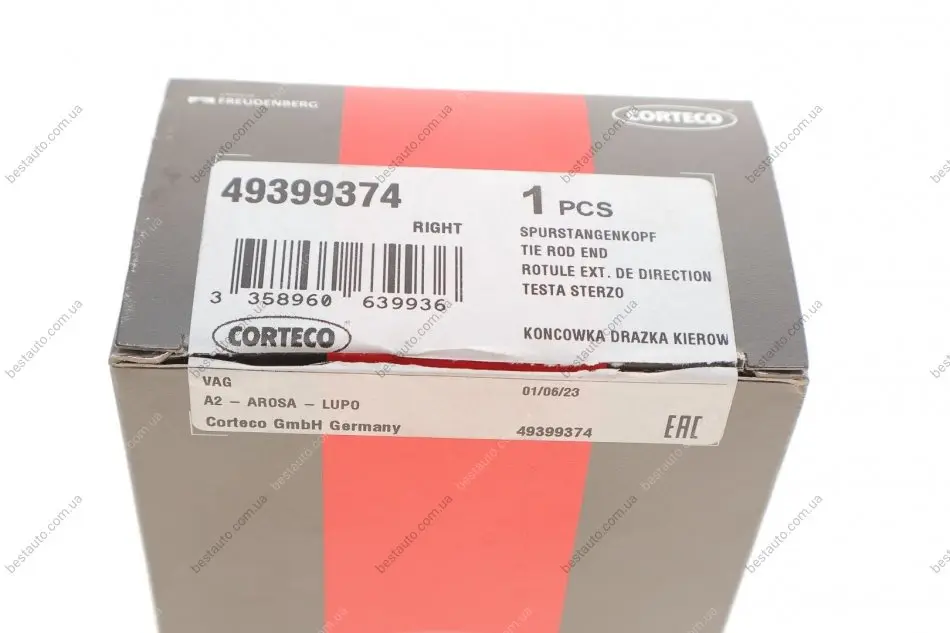 FREUDENBERG
CORTECO
49399374
RIGHT
1 PCS
SPURSTANGENKOPF
TIE ROD END
ROTULE EXT. DE DIRECTION
TESTA STERZO
KONCOWKA DRAZKA KIEROW
3 358960 639936
CORTECO
VAG
01/06/23
A2 - AROSA - LUPO
Corteco GmbH Germany
49399374
EAC
bestauto.com.ua